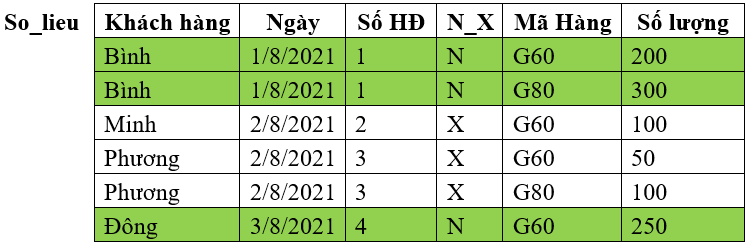 So_lieu Khách hàng Ngày Số HĐ N_X Mã Hàng Số lượng
Bình 1/8/2021 1 N G60 200
Bình 1/8/2021 1 N G80 300
Minh 2/8/2021 2 X G60 100
Phương 2/8/2021 3 X G60 50
Phương 2/8/2021 3 X G80 100
Đông 3/8/2021 4 N G60 250